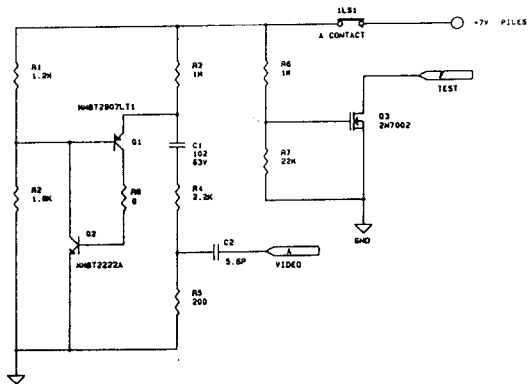 1LS1
A CONTACT
+7V PILES
R1
1.2M
R3
1M
R6
1M
TEST
MMBT2907LT1
Q1
Q3
2N7002
C1
102
63V
R7
22K
R2
1.8M
R8
0
R4
2.2K
Q2
C2
5.6P
A
VIDEO
GND
MMBT2222A
R5
200